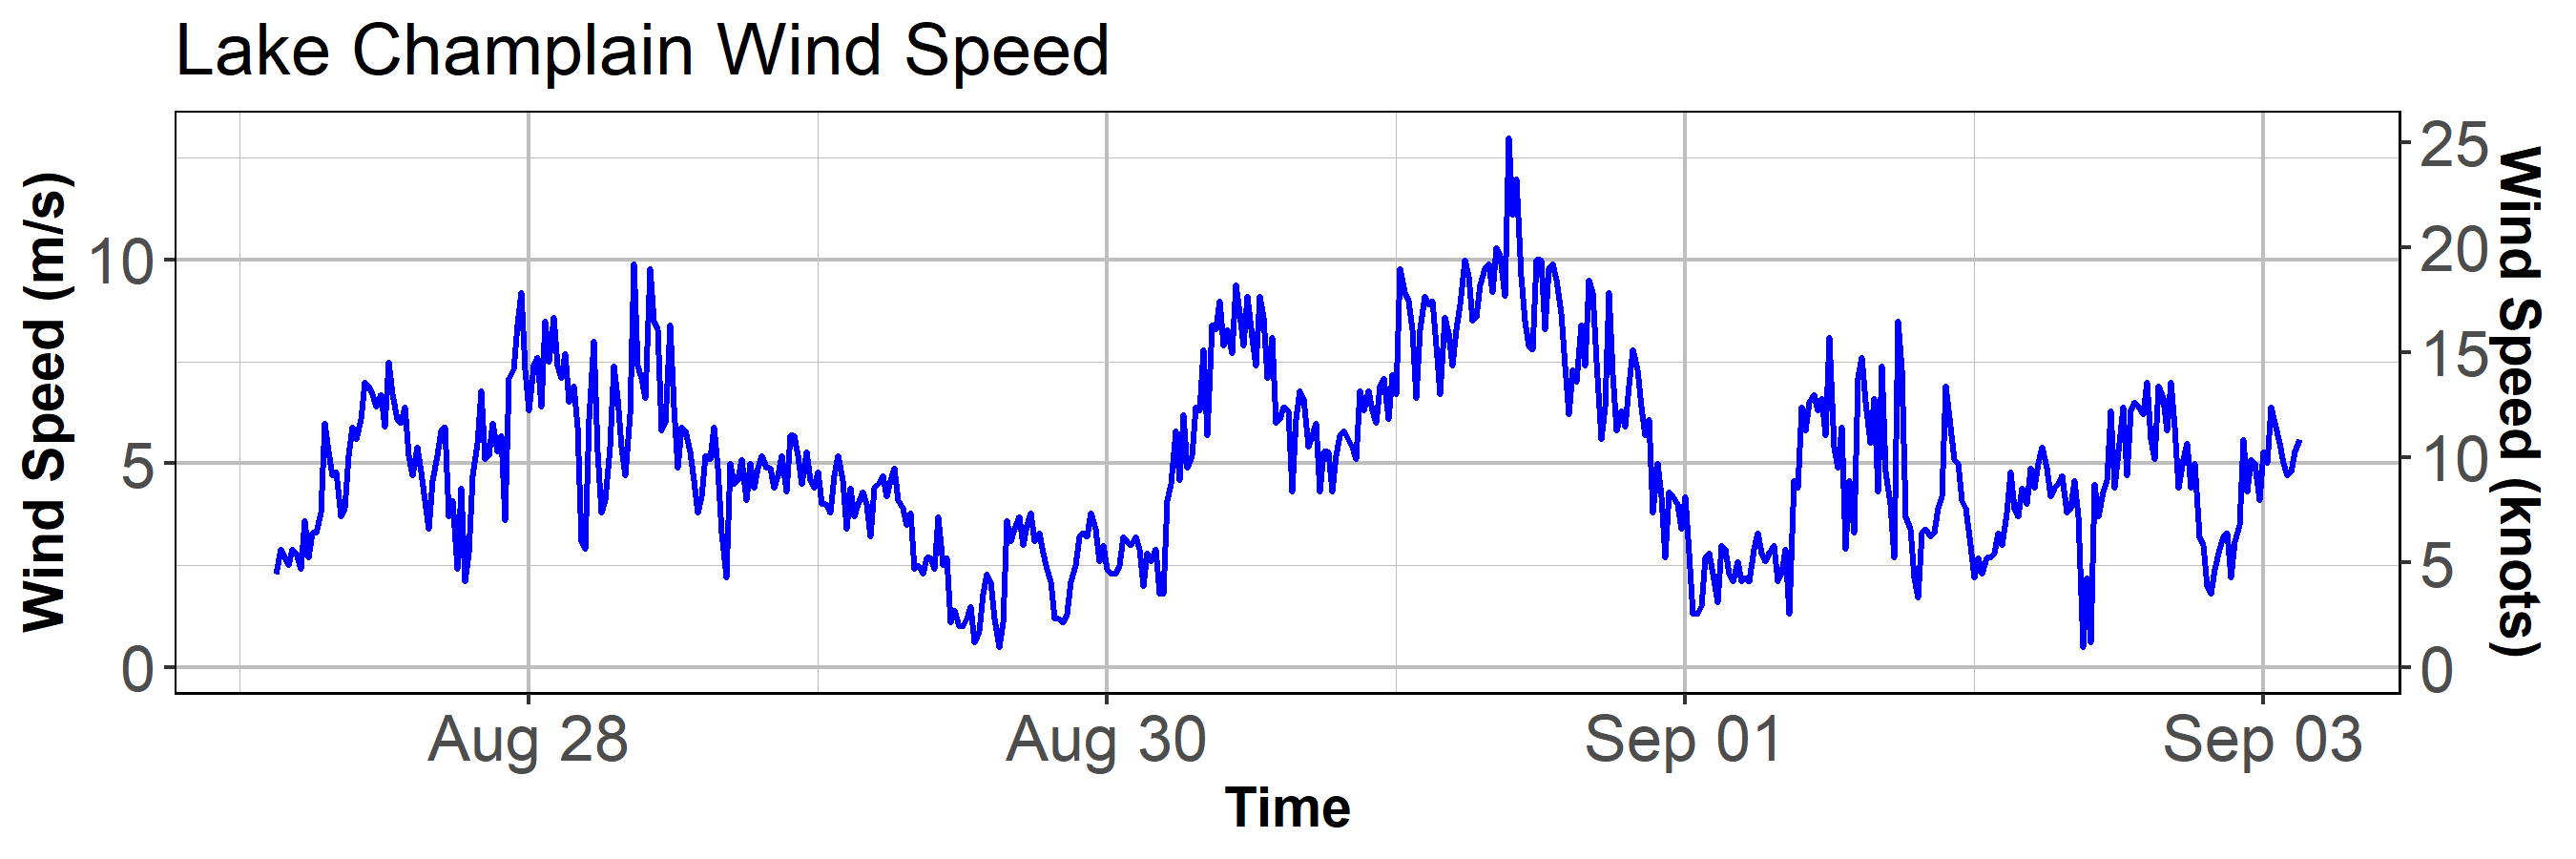 Lake Champlain Wind Speed
Wind Speed (m/s)
10
5
0
25
20
15
10
5
0
Wind Speed (knots)
Aug 28
Aug 30
Sep 01
Sep 03
Time